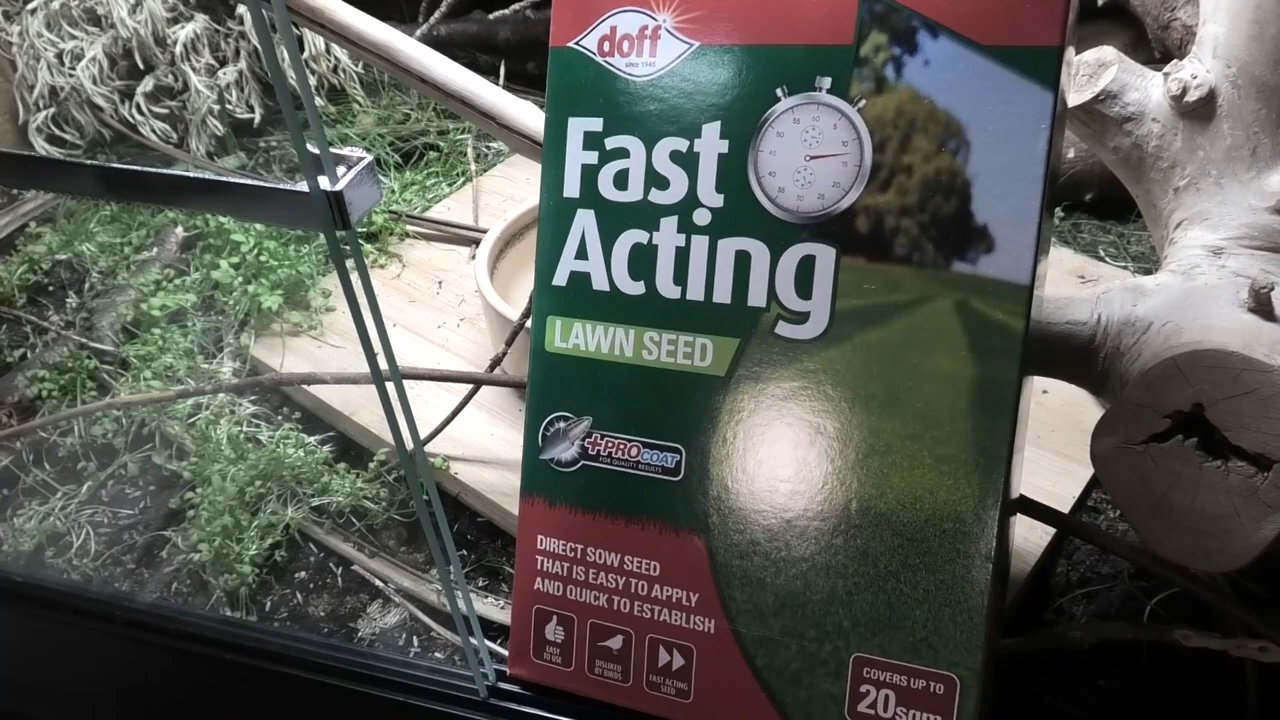 doff
since 1946
Fast
Acting
LAWN SEED
+PROCOAT
FOR QUALITY RESULTS
DIRECT SOW SEED
THAT IS EASY TO APPLY
AND QUICK TO ESTABLISH
EASY
TO USE
DISLIKED
BY BIRDS
FAST ACTING
SEED
COVERS UP TO
20sqm